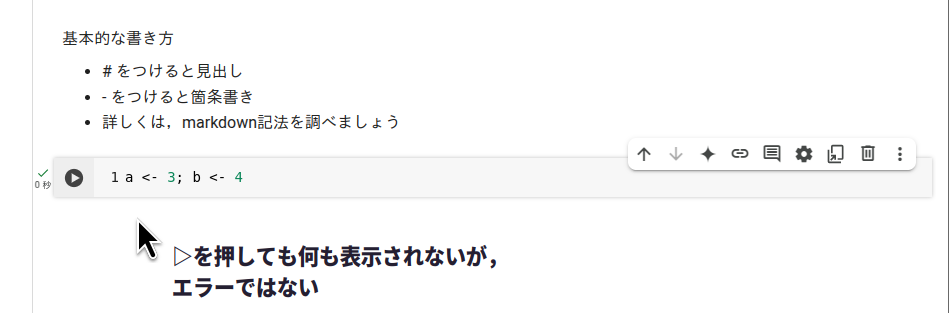 基本的な書き方
• # をつけると見出し
• - をつけると箇条書き
• 詳しくは，markdown記法を調べましょう
0 秒
1 a <- 3; b <- 4
▷を押しても何も表示されないが，
エラーではない